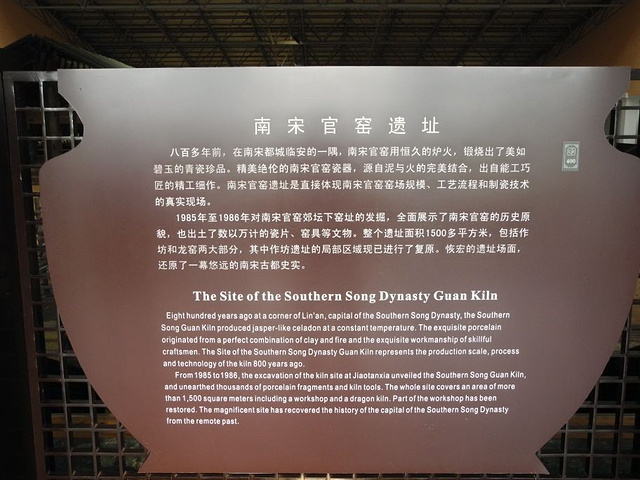 南宋官窑遗址
八百多年前，在南宋都城临安的一隅，南宋官窑用恒久的炉火，锻烧出了美如
碧玉的青瓷珍品。精美绝伦的南宋官窑瓷器，源自泥与火的完美结合，出自能工巧
匠的精工细作。南宋官窑遗址是直接体现南宋官窑窑场规模、工艺流程和制瓷技术
的真实现场。
1985年至1986年对南宋官窑郊坛下窑址的发掘，全面展示了南宋官窑的历史原
貌，也出土了数以万计的瓷片、窑具等文物。整个遗址面积1500多平方米，包括作
坊和龙窑两大部分，其中作坊遗址的局部区域现已进行了复原。恢宏的遗址场面，
还原了一幕悠远的南宋古都史实。
400
The Site of the Southern Song Dynasty Guan Kiln
Eight hundred years ago at a corner of Lin'an, capital of the Southern Song Dynasty, the Southern
Song Guan Kiln produced jasper-like celadon at a constant temperature. The exquisite porcelain
originated from a perfect combination of clay and fire and the exquisite workmanship of skillful
craftsmen. The Site of the Southern Song Dynasty Guan Kiln represents the production scale, process
and technology of the kiln 800 years ago.
From 1985 to1986, the excavation of the kiln site at Jiaotanxia unveiled the Southern Song Guan Kiln,
and unearthed thousands of porcelain fragments and kiln tools. The whole site covers an area of more
than 1,500 square meters including a workshop and a dragon kiln. Part of the workshop has been
restored. The magnificent site has recovered the history of the capital of the Southern Song Dynasty
from the remote past.